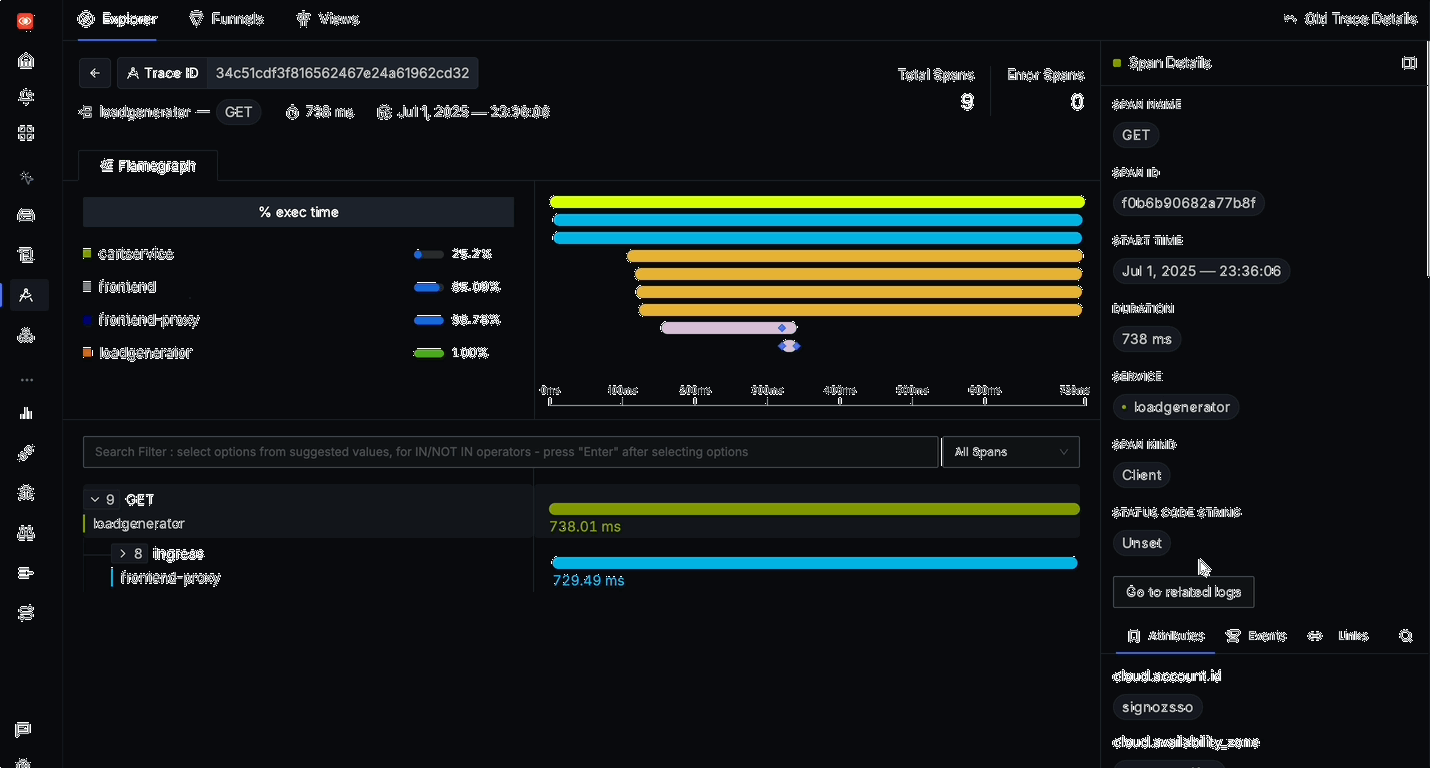 Explorer
Funnels
Views
Old Trace Details
Trace ID 34c51cdf3f816562467e24a61962cd32
loadgenerator — GET 738 ms Jul 1, 2025 — 23:36:06
Total Spans
9
Error Spans
0
Flamegraph
% exec time
cartservice
frontend
frontend-proxy
loadgenerator 100%
0ms 100ms 200ms 300ms 400ms 500ms 600ms 738ms
Search Filter : select options from suggested values, for IN/NOT IN operators - press "Enter" after selecting options
All Spans
9 GET
loadgenerator
738.01 ms
8 ingress
frontend-proxy
729.49 ms
Span Details
SPAN NAME
GET
SPAN ID
f0b6b90682a77b8f
START TIME
Jul 1, 2025 — 23:36:06
DURATION
738 ms
SERVICE
loadgenerator
SPAN KIND
Client
STATUS CODE STRING
Unset
Go to related logs
Attributes Events Links
cloud.account.id
signozsso
cloud.availability_zone